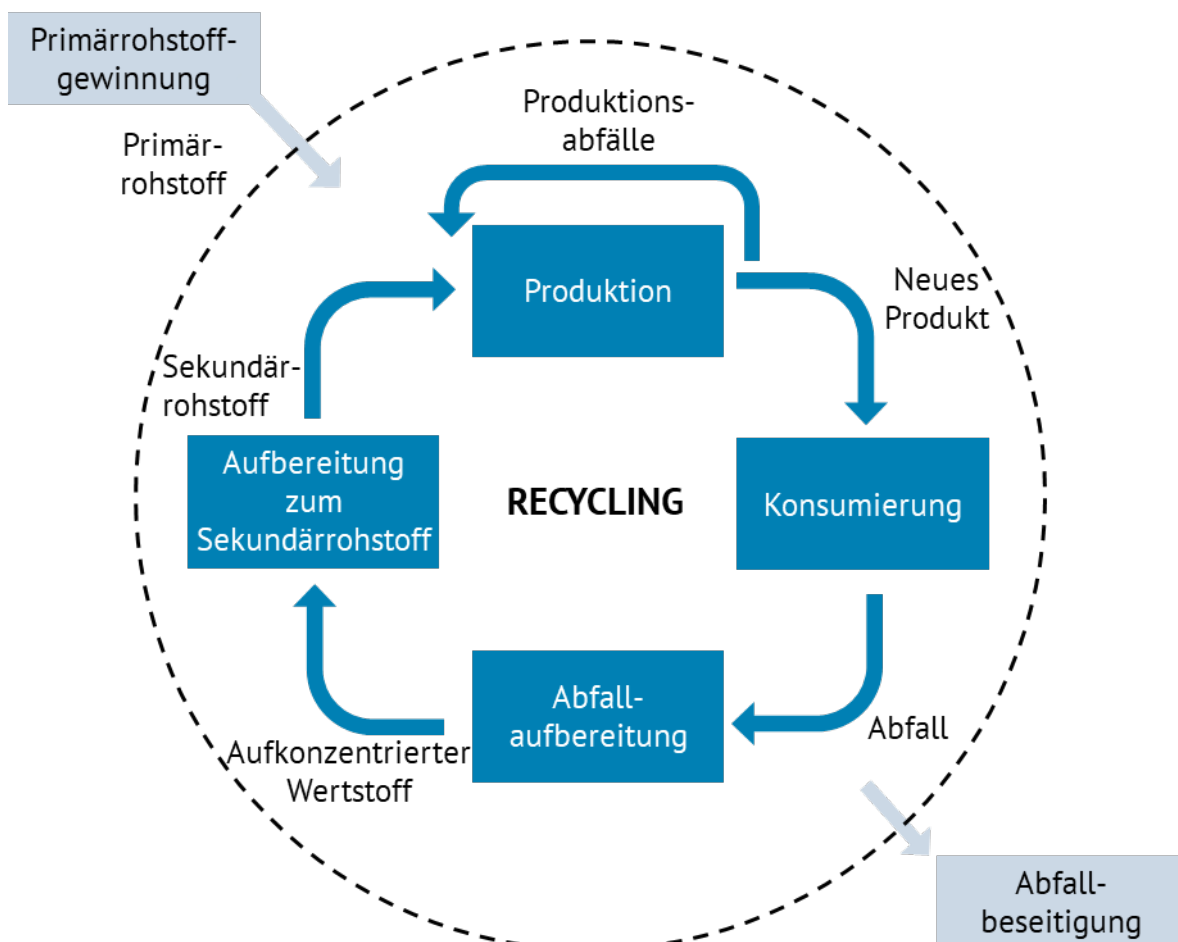 Primärrohstoff-
gewinnung
Primär-
rohstoff
Produktions-
abfälle
Produktion
Neues
Produkt
Sekundär-
rohstoff
Aufbereitung
zum
Sekundärrohstoff
RECYCLING
Konsumierung
Abfall-
aufbereitung
Abfall
Aufkonzentrierter
Wertstoff
Abfall-
beseitigung